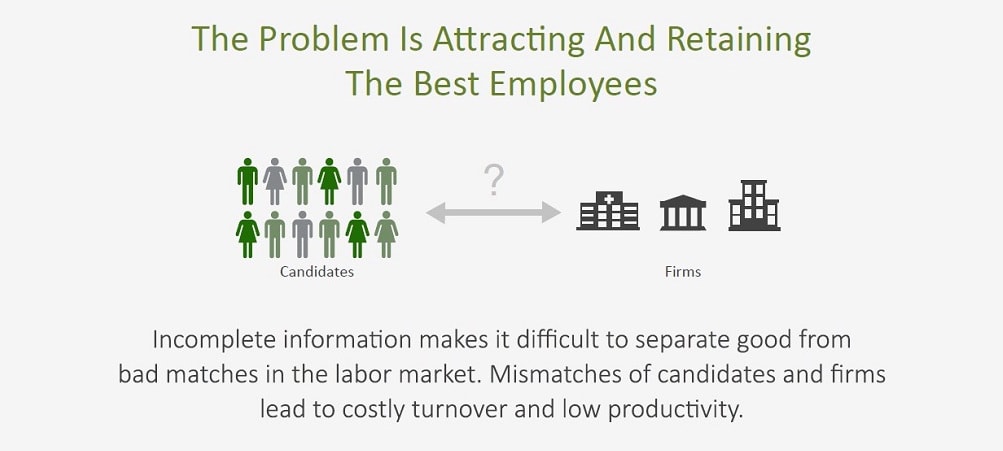 The Problem Is Attracting And Retaining
The Best Employees
?
Candidates
Firms
Incomplete information makes it difficult to separate good from
bad matches in the labor market. Mismatches of candidates and firms
lead to costly turnover and low productivity.